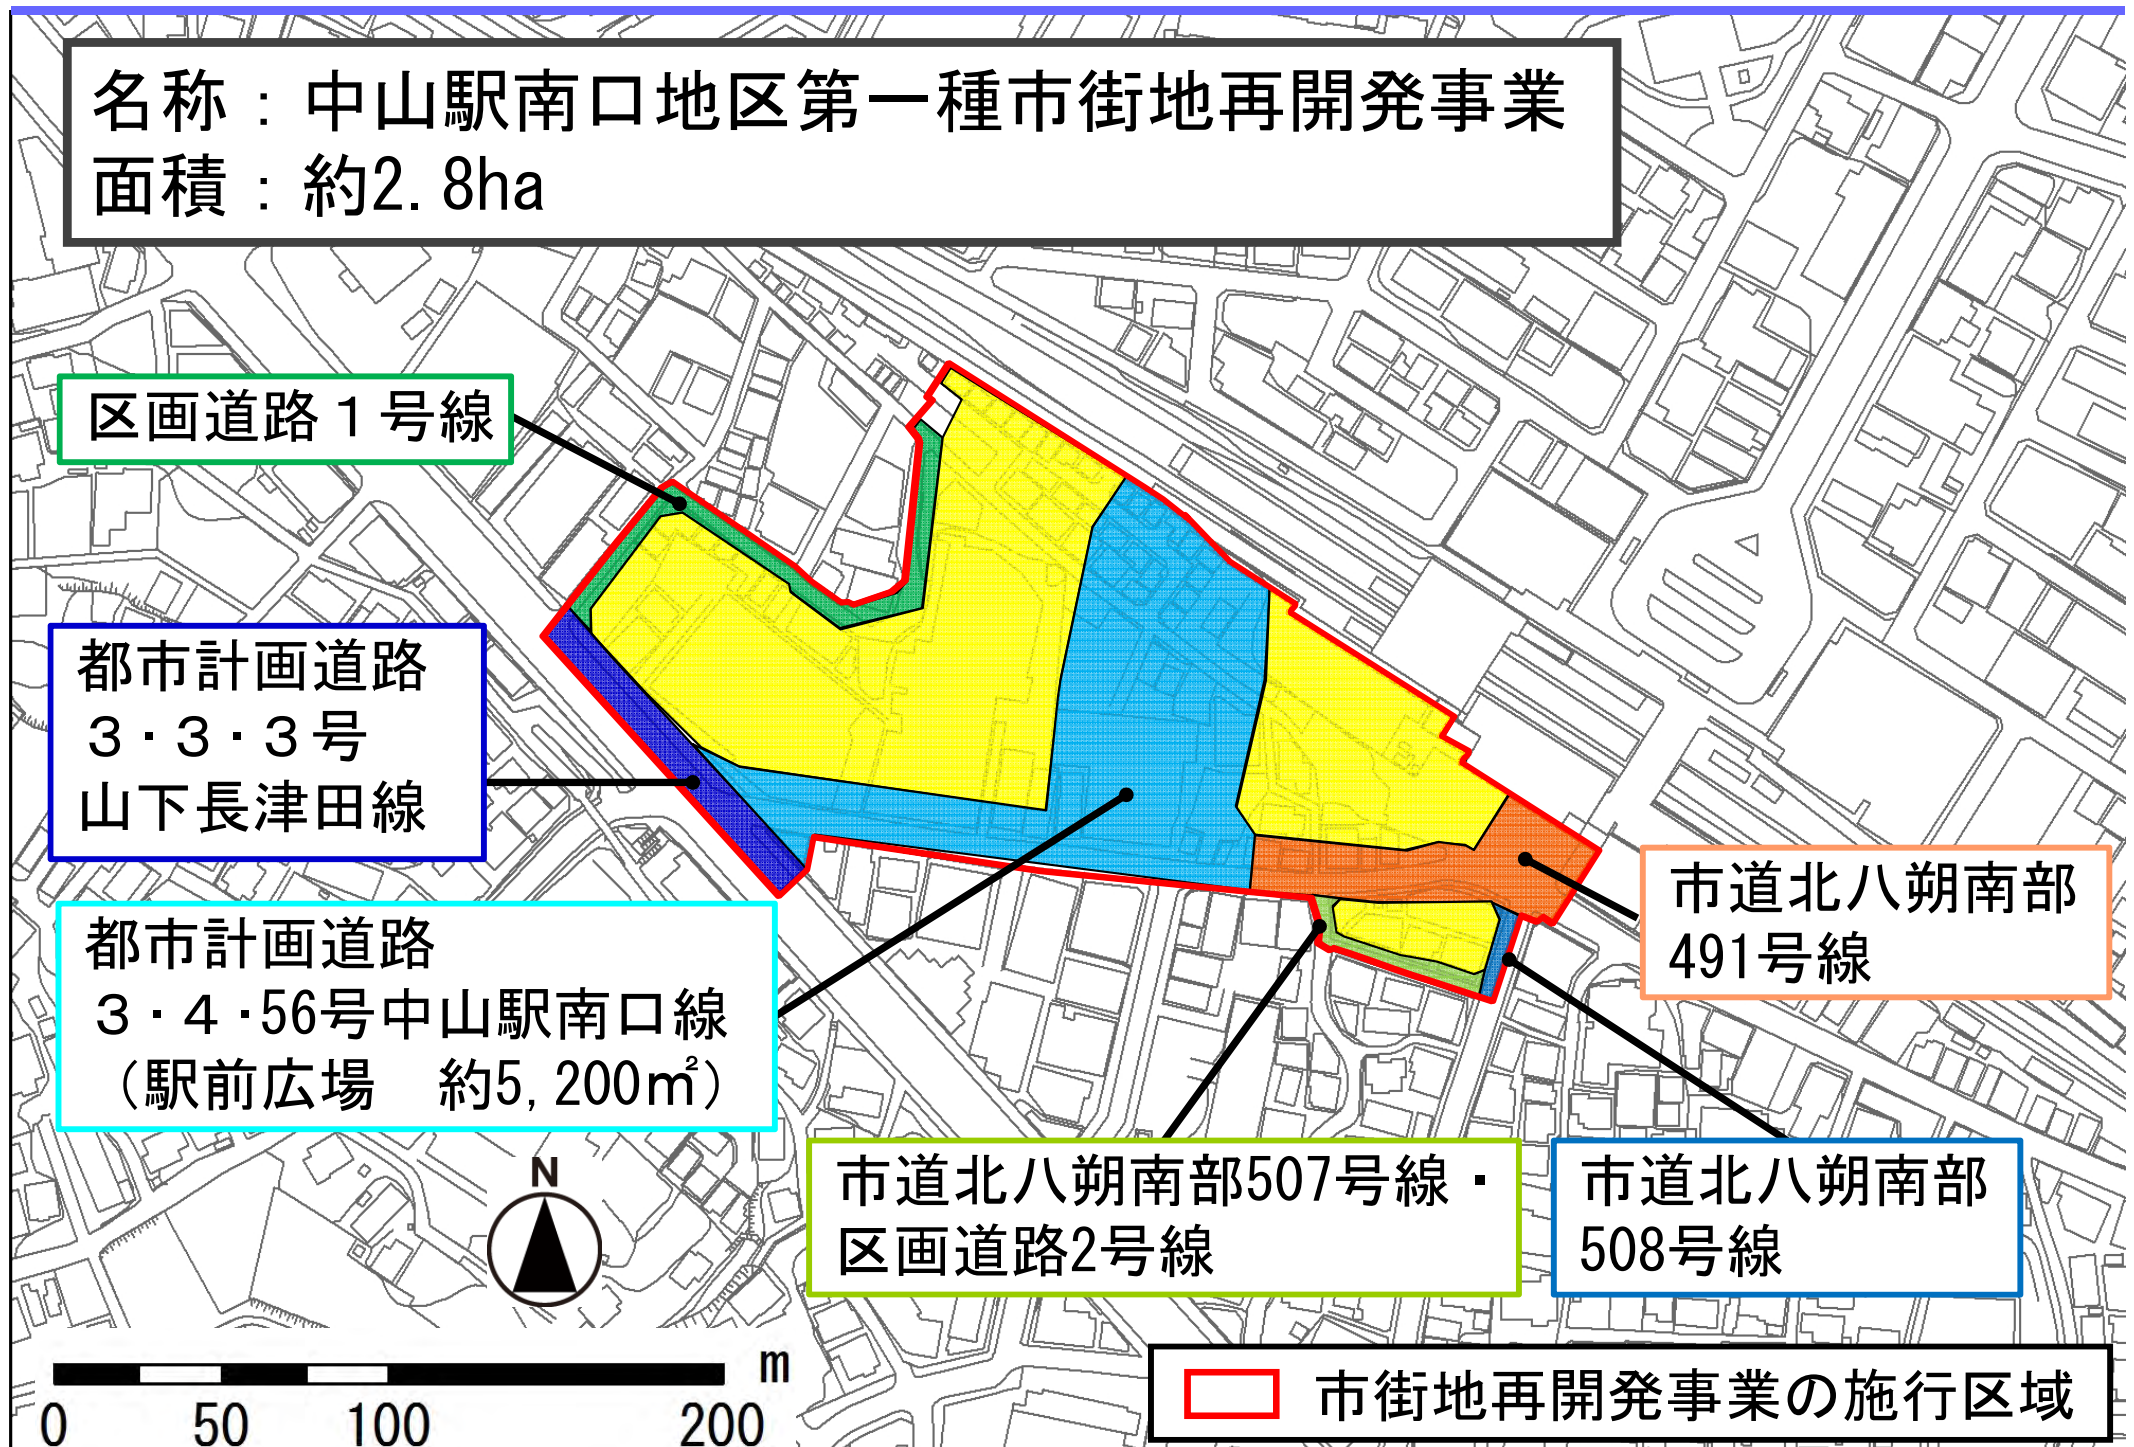 名称：中山駅南口地区第一種市街地再開発事業
面積：約2.8ha
区画道路１号線
都市計画道路
３・３・３号
山下長津田線
都市計画道路
３・４・56号中山駅南口線
（駅前広場　約5,200㎡）
市道北八朔南部
491号線
市道北八朔南部507号線・
区画道路2号線
市道北八朔南部
508号線
N
m
0 50 100 200
市街地再開発事業の施行区域